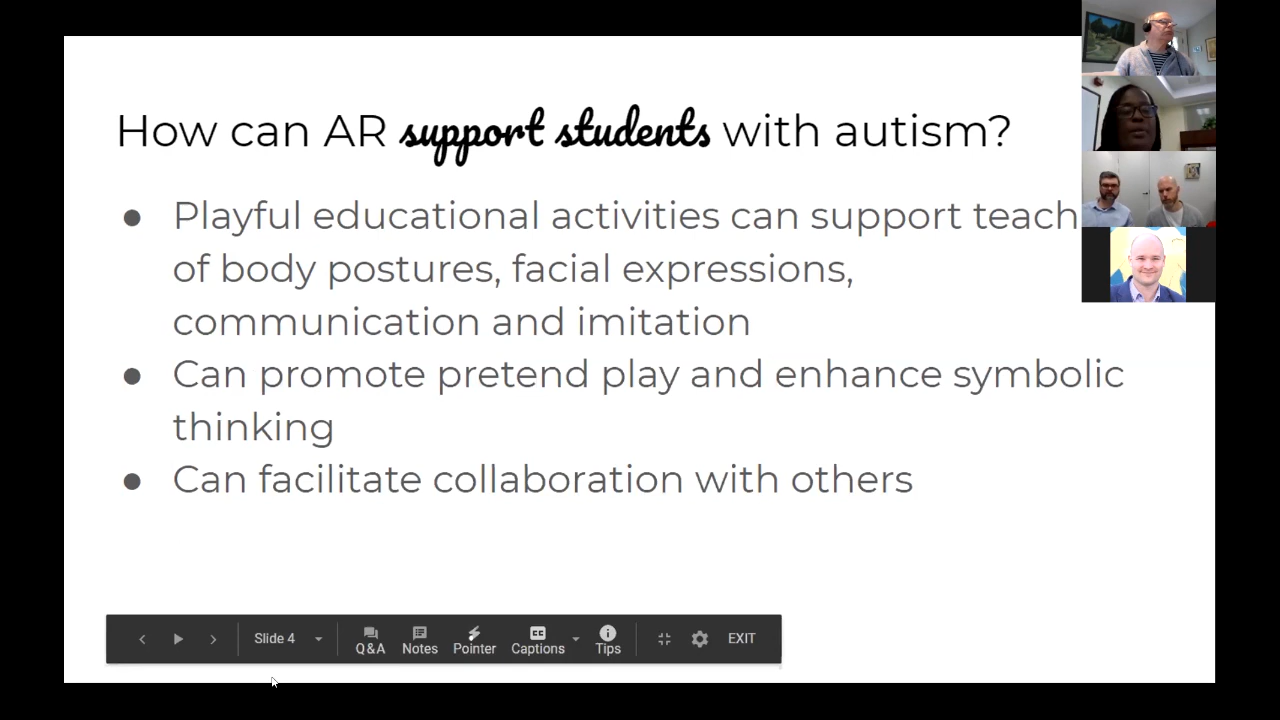 How can AR support students with autism?
● Playful educational activities can support teach
of body postures, facial expressions,
communication and imitation
● Can promote pretend play and enhance symbolic
thinking
● Can facilitate collaboration with others
Slide 4
Q&A
Notes
Pointer
CC
Captions
Tips
EXIT